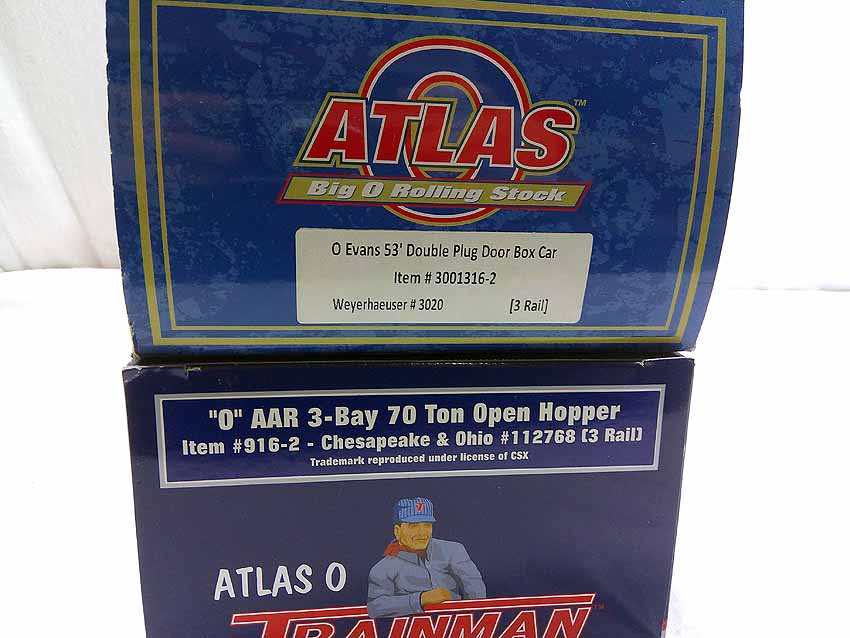 ATLAS™
Big O Rolling Stock
O Evans 53' Double Plug Door Box Car
Item # 3001316-2
Weyerhaeuser # 3020 [3 Rail]
"O" AAR 3-Bay 70 Ton Open Hopper
Item #916-2 - Chesapeake & Ohio #112768 [3 Rail]
Trademark reproduced under license of CSX
T
ATLAS O
TRAINMAN™